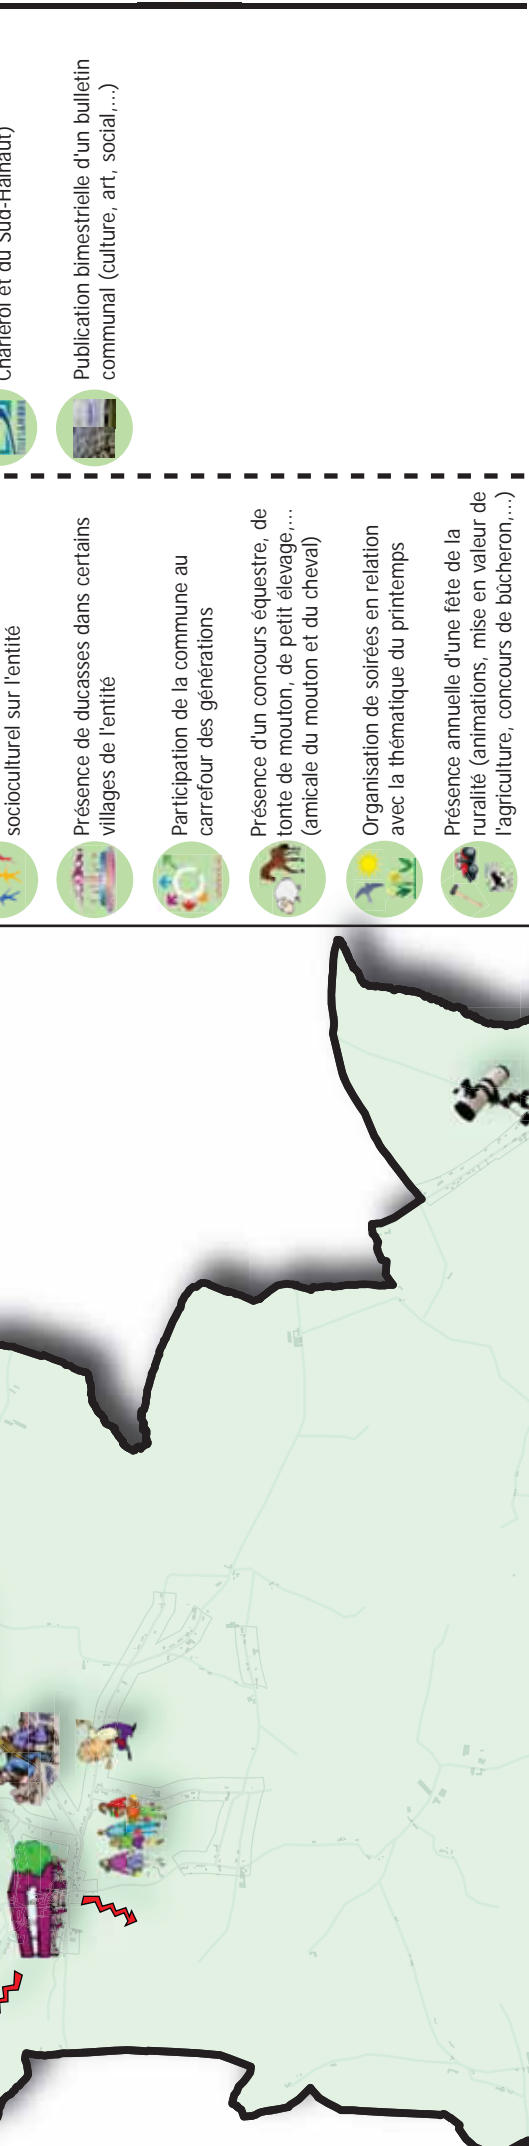 Charleroi et du Sud-Hainaut)
Publication bimestrielle d'un bulletin
communal (culture, art, social,...)
socioculturel sur l'entité
Présence de ducasses dans certains
villages de l'entité
Participation de la commune au
carrefour des générations
Présence d'un concours équestre, de
tonte de mouton, de petit élevage,...
(amicale du mouton et du cheval)
Organisation de soirées en relation
avec la thématique du printemps
Présence annuelle d'une fête de la
ruralité (animations, mise en valeur de
l'agriculture, concours de bûcheron,...)